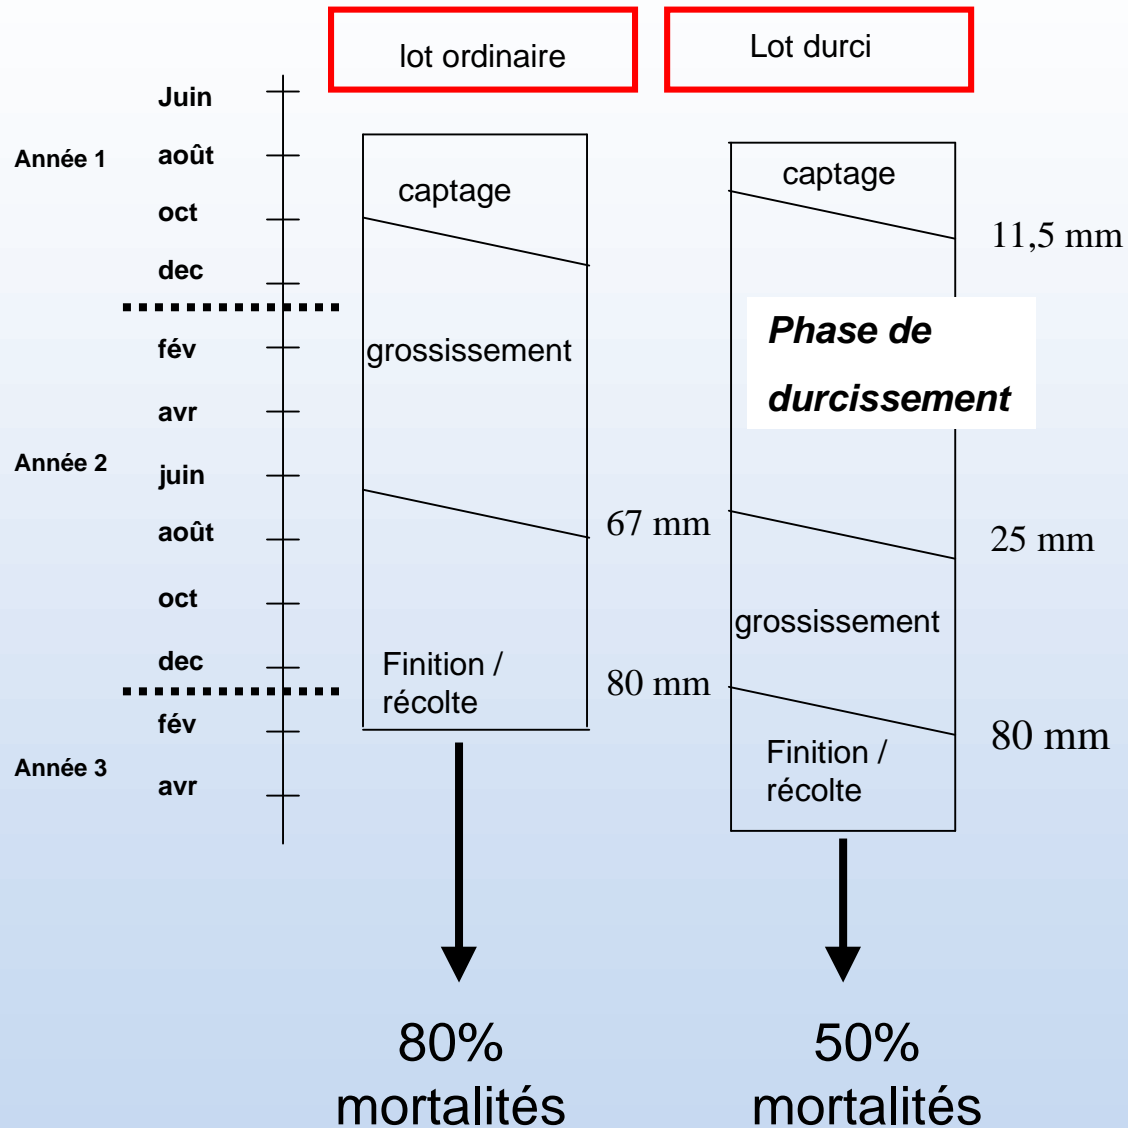 lot ordinaire
Lot durci
Juin
Année 1
août
oct
dec
fév
avr
Année 2
juin
août
oct
dec
fév
Année 3
avr
captage
grossissement
67 mm
Finition /
récolte
80 mm
80%
mortalités
captage
11,5 mm
Phase de
durcissement
25 mm
grossissement
80 mm
Finition /
récolte
50%
mortalités